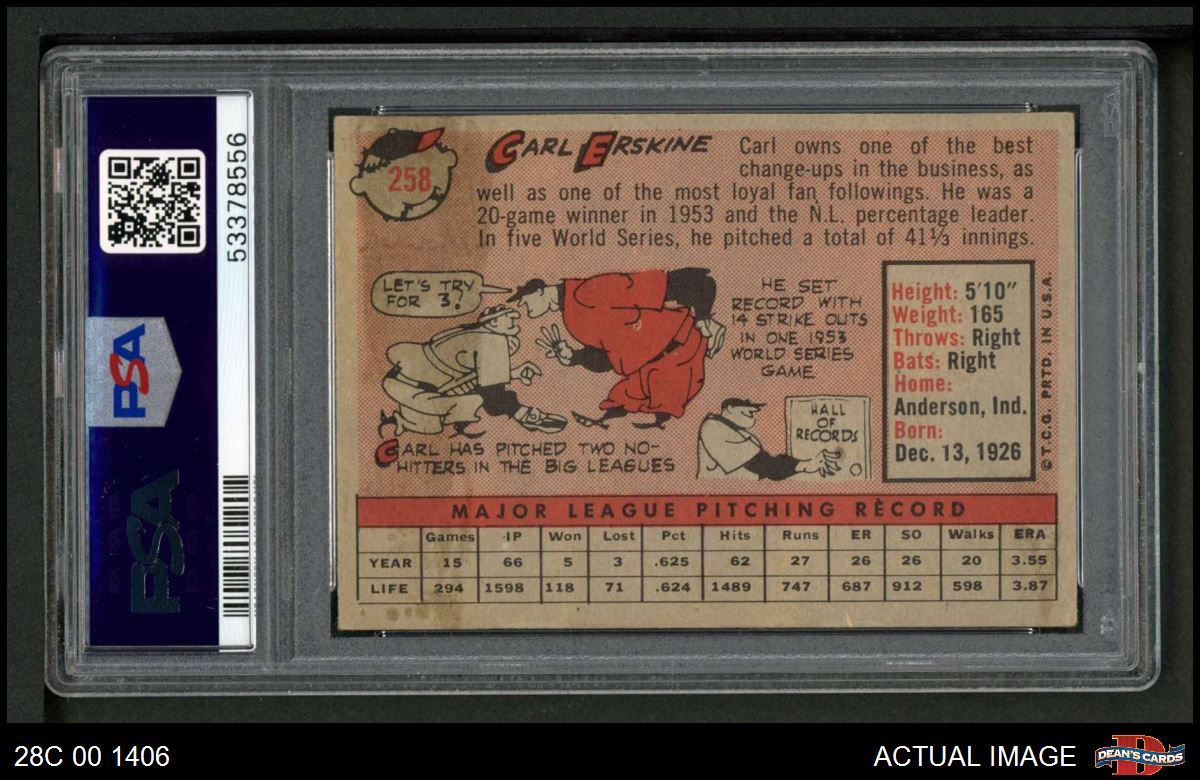 53378556
PSA
PSA
258
CARL ERSKINE
Carl owns one of the best
change-ups in the business, as
well as one of the most loyal fan followings. He was a
20-game winner in 1953 and the N.L. percentage leader.
In five World Series, he pitched a total of 41⅓ innings.
LET'S TRY
FOR 3!
CARL HAS PITCHED TWO NO-
HITTERS IN THE BIG LEAGUES
HE SET
RECORD WITH
14 STRIKE OUTS
IN ONE 1953
WORLD SERIES
GAME
HALL
OF
RECORDS
Height: 5'10"
Weight: 165
Throws: Right
Bats: Right
Home:
Anderson, Ind.
Born:
Dec. 13, 1926
©T.C.G. PRTD. IN U.S.A.
MAJOR LEAGUE PITCHING RECORD
Games IP Won Lost Pct Hits Runs ER SO Walks ERA
YEAR 15 66 5 3 .625 62 27 26 26 20 3.55
LIFE 294 1598 118 71 .624 1489 747 687 912 598 3.87
28C 00 1406
ACTUAL IMAGE
DEAN'S CARDS